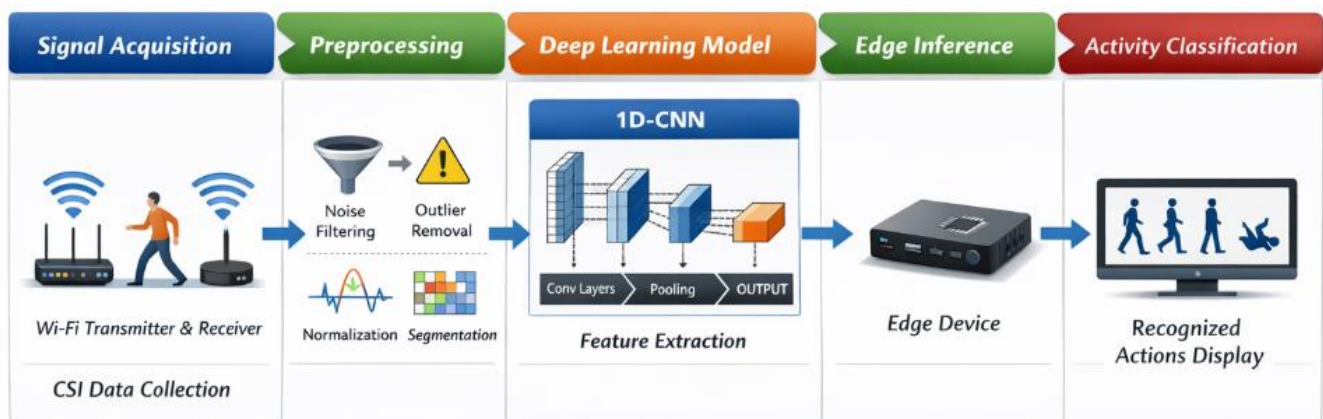 Signal Acquisition
Preprocessing
Deep Learning Model
Edge Inference
Activity Classification
Wi-Fi Transmitter & Receiver
CSI Data Collection
Noise
Filtering
Outlier
Removal
Normalization
Segmentation
1D-CNN
Conv Layers
Pooling
OUTPUT
Feature Extraction
Edge Device
Recognized
Actions Display